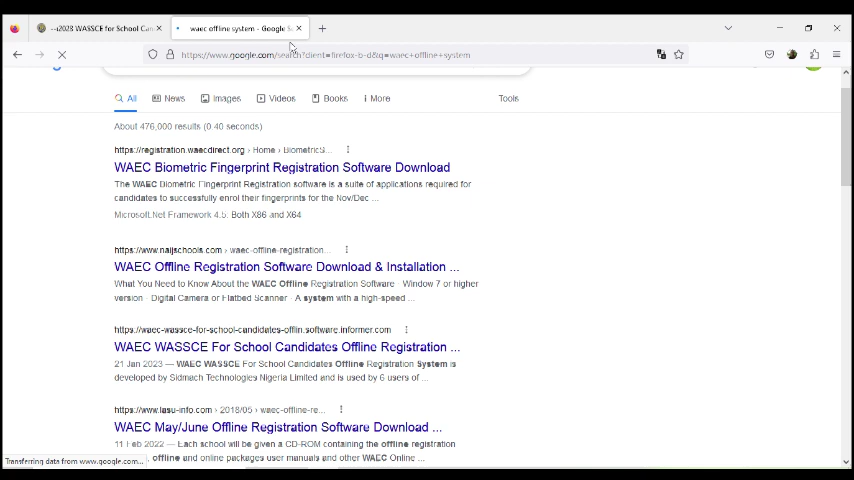 --›2023 WASSCE for School Can
waec offline system - Google Se
https://www.google.com/search?client=firefox-b-d&q=waec+offline+system
All
News
Images
Videos
Books
More
Tools
About 476,000 results (0.40 seconds)
https://registration.waecdirect.org › Home › BiometricS...
WAEC Biometric Fingerprint Registration Software Download
The WAEC Biometric Fingerprint Registration software is a suite of applications required for
candidates to successfully enrol their fingerprints for the Nov/Dec ...
Microsoft.Net Framework 4.5: Both X86 and X64
https://www.naijschools.com › waec-offline-registration...
WAEC Offline Registration Software Download & Installation ...
What You Need to Know About the WAEC Offline Registration Software · Window 7 or higher
version · Digital Camera or Flatbed Scanner · A system with a high-speed ...
https://waec-wassce-for-school-candidates-offlin.software.informer.com
WAEC WASSCE For School Candidates Offline Registration ...
21 Jan 2023 — WAEC WASSCE For School Candidates Offline Registration System is
developed by Sidmach Technologies Nigeria Limited and is used by 6 users of ...
https://www.lasu-info.com › 2018/05 › waec-offline-re...
WAEC May/June Offline Registration Software Download ...
11 Feb 2022 — Each school will be given a CD-ROM containing the offline registration
, offline and online packages user manuals and other WAEC Online ...
Transferring data from www.google.com...